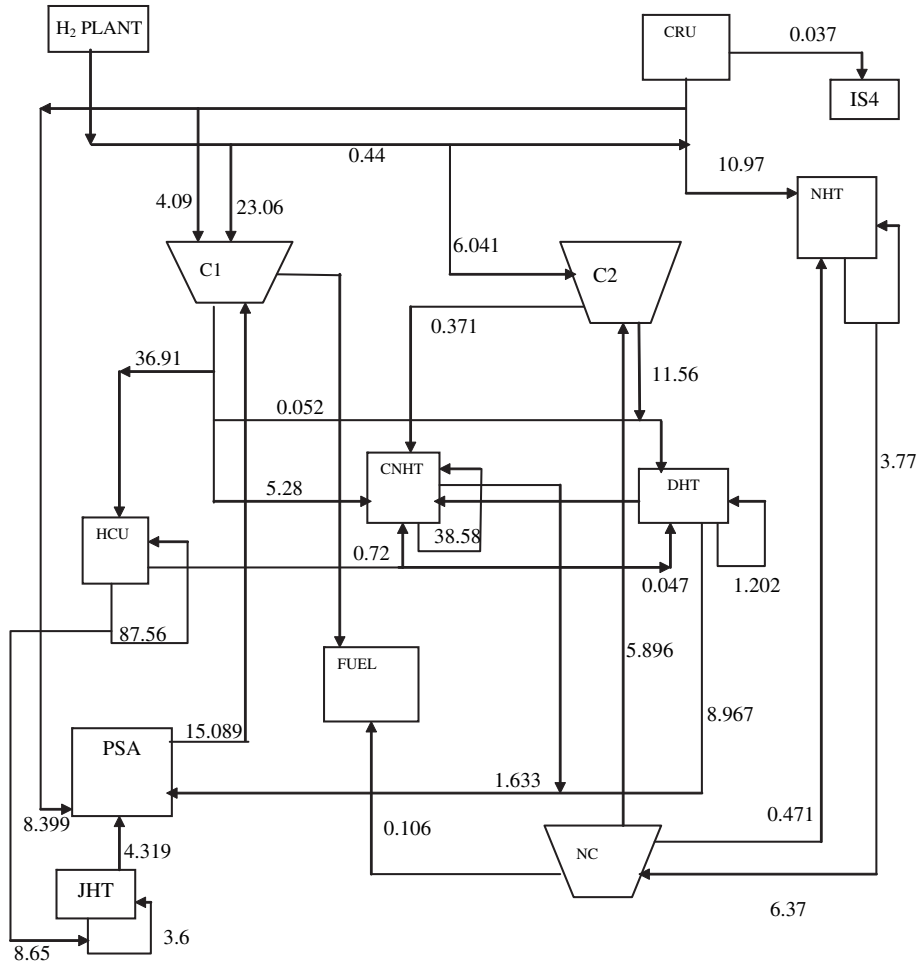 H₂ PLANT
CRU
0.037
IS4
0.44
10.97
NHT
4.09
23.06
6.041
C1
C2
0.371
36.91
11.56
0.052
3.77
CNHT
DHT
5.28
HCU
38.58
0.72
0.047
1.202
87.56
FUEL
5.896
8.967
PSA
15.089
1.633
8.399
0.106
0.471
4.319
NC
JHT
6.37
3.6
8.65